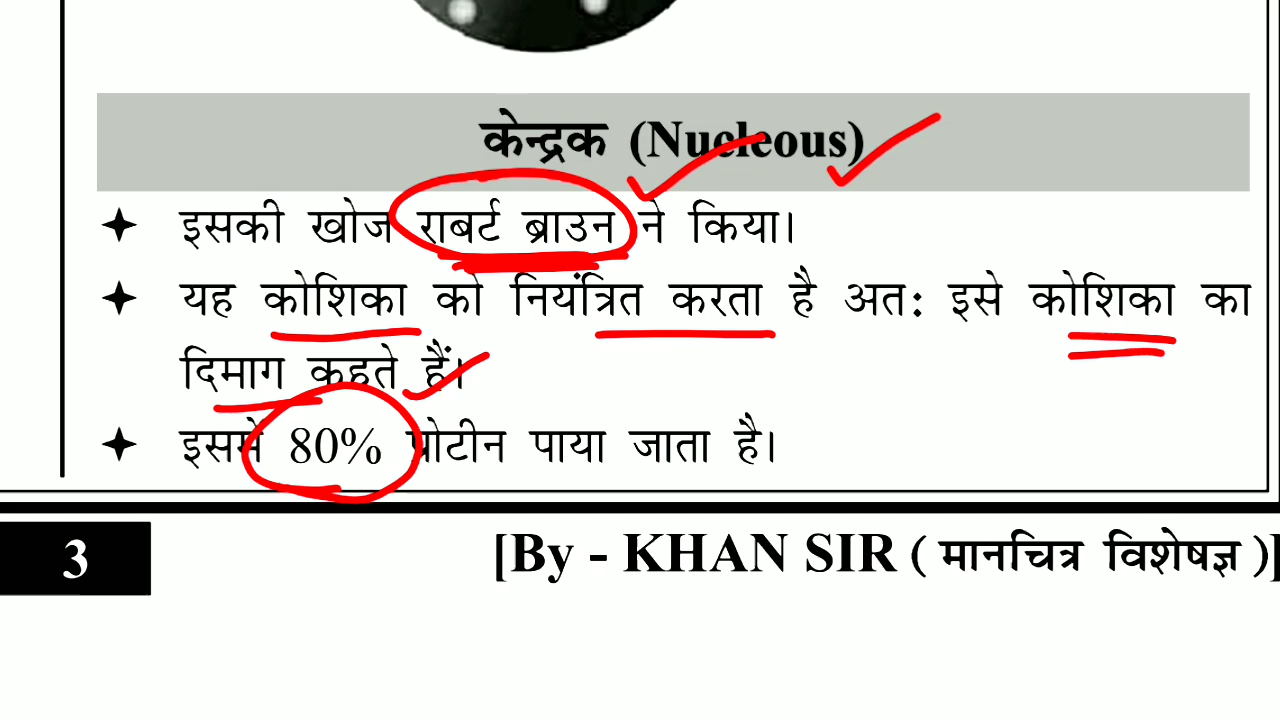 केन्द्रक (Nucleous)
✦ इसकी खोज राबर्ट ब्राउन ने किया।
✦ यह कोशिका को नियंत्रित करता है अतः इसे कोशिका का
दिमाग कहते हैं।
✦ इसमें 80% प्रोटीन पाया जाता है।
3
[By - KHAN SIR ( मानचित्र विशेषज्ञ )]